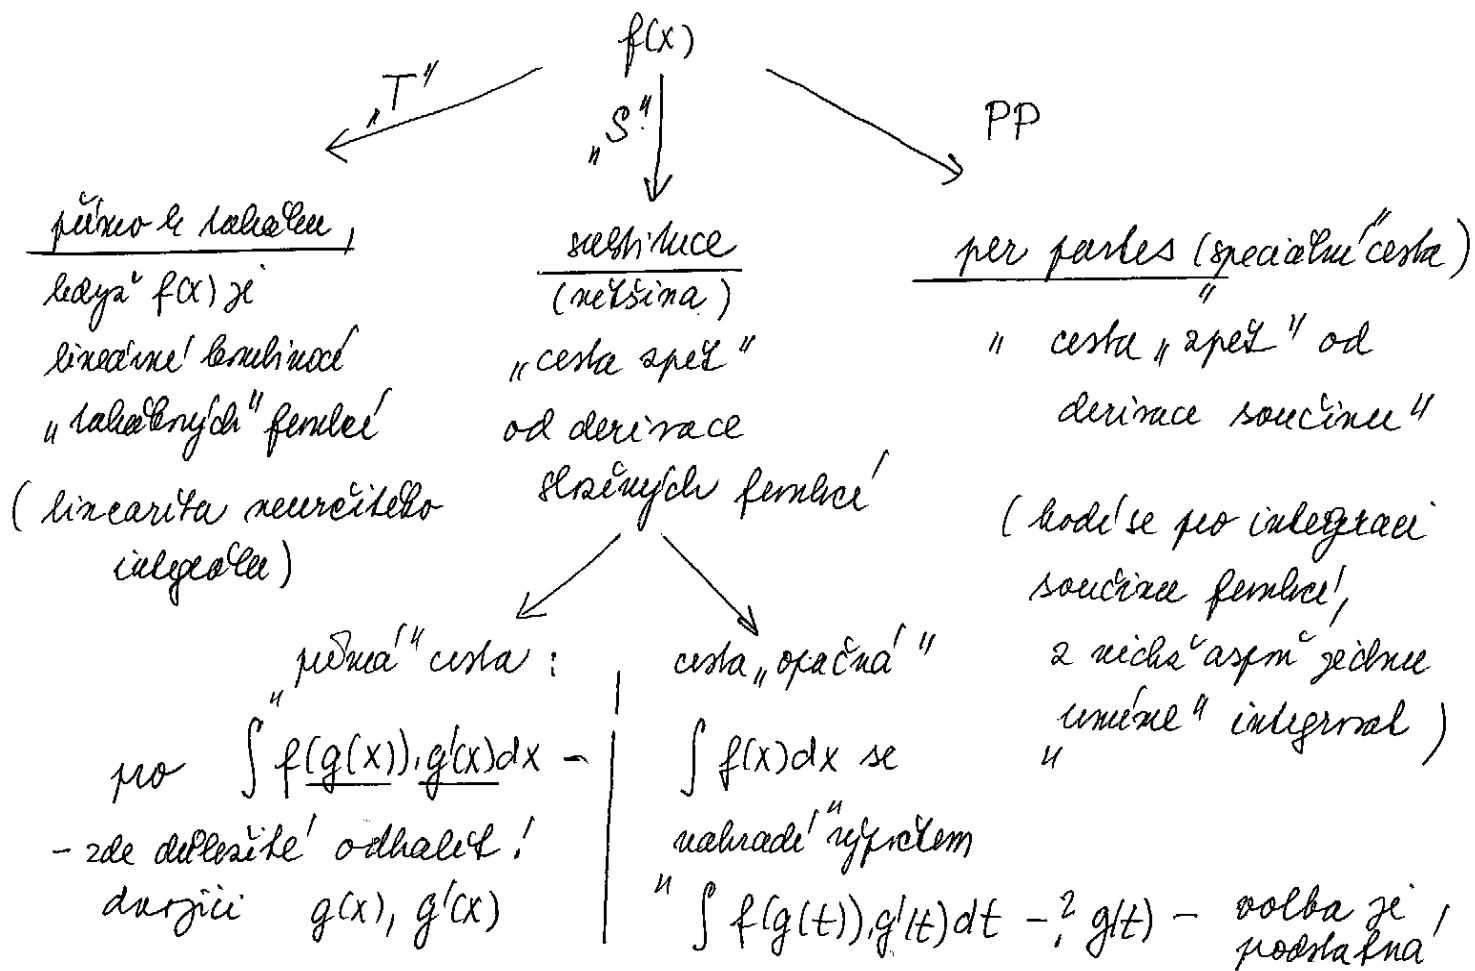 f(x)
„T“
„S“
PP
přímo k tabulce,
když f(x) je
lineární kombinací
„tabulkových“ funkcí
(linearita neurčitého
integrálu)
substituce
(většina)
„cesta zpět“
od derivace
složených funkcí
per partes („speciální“ cesta)
„cesta „zpět“ od
derivace součinu“
(hodí se pro integraci
součinu funkcí,
z nichž aspoň jednu
„umíme“ integrovat)
„přímá“ cesta:
pro ∫ f(g(x)).g'(x)dx –
– zde důležité odhalit!
dvojici g(x), g'(x)
cesta „opačná“
∫ f(x)dx se
nahradí „výpočtem“
∫ f(g(t)).g'(t)dt –? g(t) – volba je
podstatná